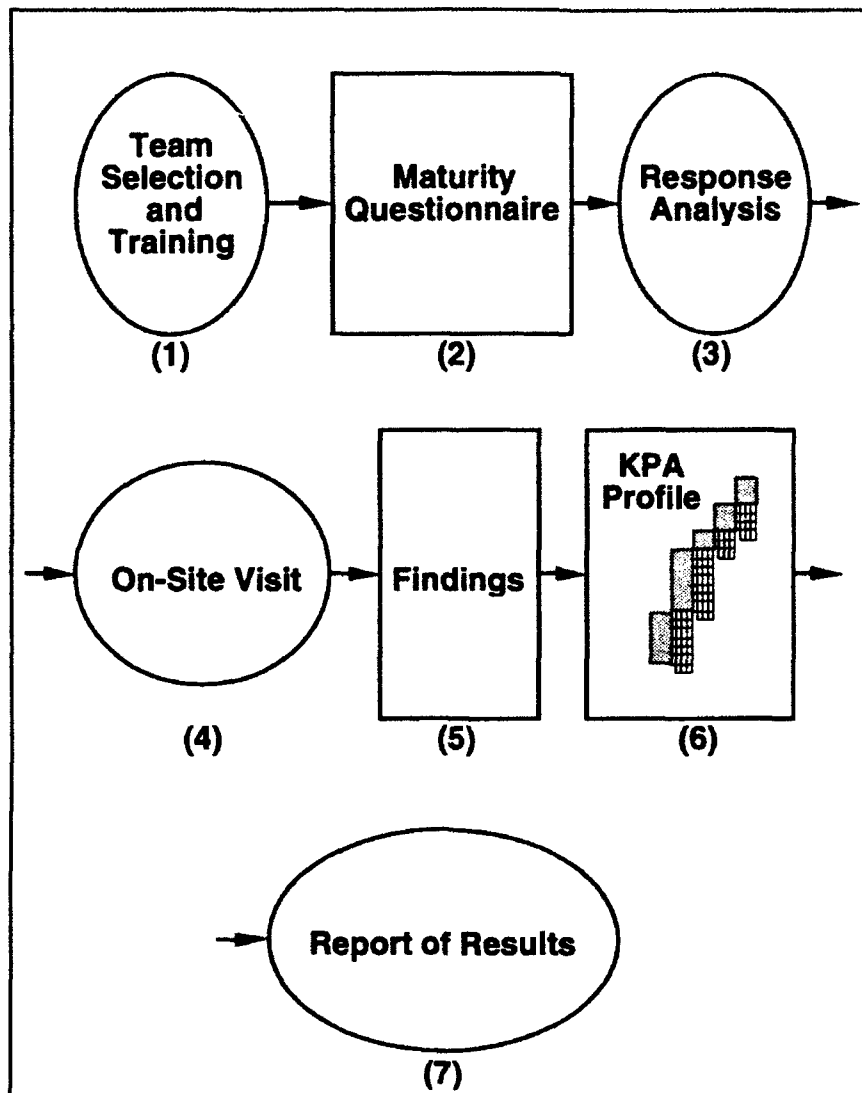 Team
Selection
and
Training
(1)
Maturity
Questionnaire
(2)
Response
Analysis
(3)
On-Site Visit
(4)
Findings
(5)
KPA
Profile
(6)
Report of Results
(7)